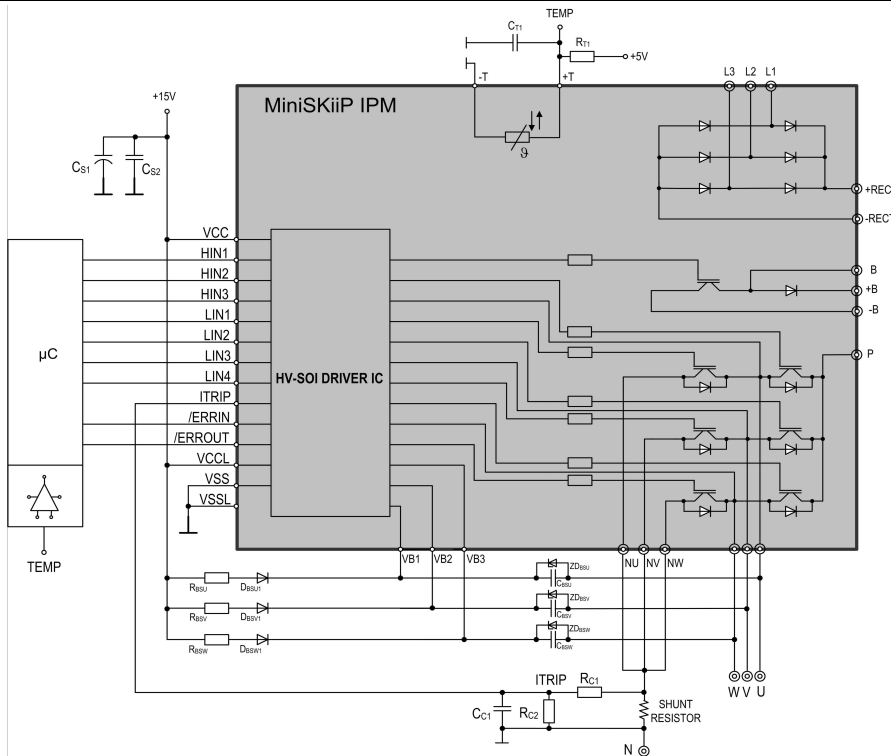 TEMP
CT1
RT1
+5V
-T
+T
L3 L2 L1
+15V
MiniSKiiP IPM
ϑ
CS1
CS2
+REC
-RECT
VCC
HIN1
HIN2
HIN3
LIN1
LIN2
LIN3
LIN4
ITRIP
/ERRIN
/ERROUT
VCCL
VSS
VSSL
µC
HV-SOI DRIVER IC
B
+B
-B
P
TEMP
VB1 VB2 VB3
NU NV NW
RBSU
DBSU1
ZDBSU
CBSU
RBSV
DBSV1
ZDBSV
CBSV
RBSW
DBSW1
ZDBSW
CBSW
W V U
ITRIP
RC1
CC1
RC2
SHUNT
RESISTOR
N